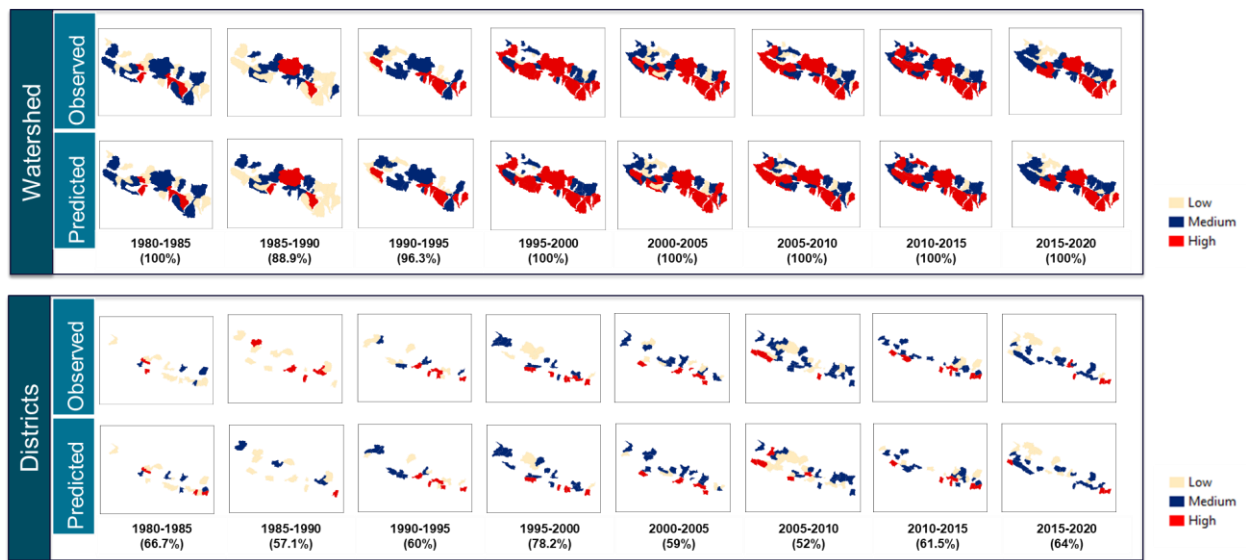 Watershed
Observed
Predicted
1980-1985
(100%)
1985-1990
(88.9%)
1990-1995
(96.3%)
1995-2000
(100%)
2000-2005
(100%)
2005-2010
(100%)
2010-2015
(100%)
2015-2020
(100%)
Low
Medium
High
Districts
Observed
Predicted
1980-1985
(66.7%)
1985-1990
(57.1%)
1990-1995
(60%)
1995-2000
(78.2%)
2000-2005
(59%)
2005-2010
(52%)
2010-2015
(61.5%)
2015-2020
(64%)
Low
Medium
High